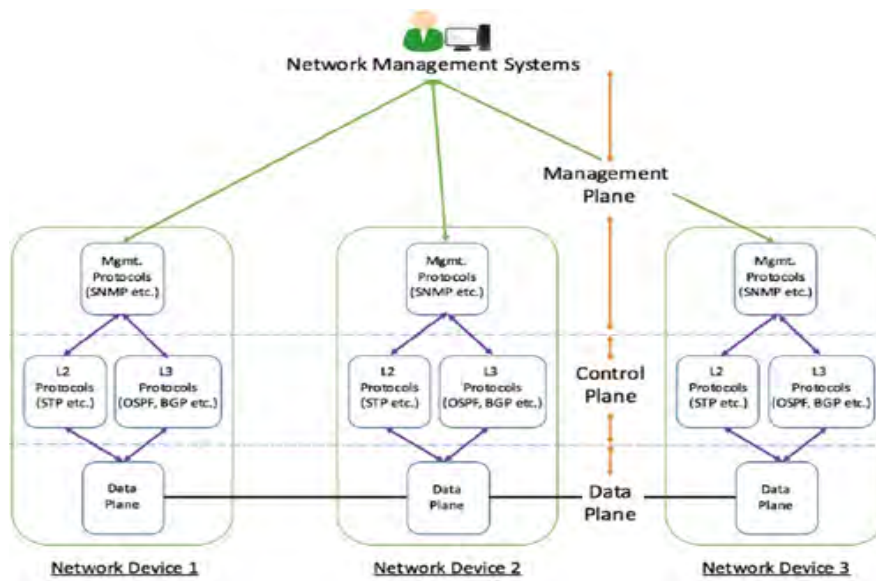 Network Management Systems
Management
Plane
Mgmt.
Protocols
(SNMP etc.)
Mgmt.
Protocols
(SNMP etc.)
Mgmt.
Protocols
(SNMP etc.)
L2
Protocols
(STP etc.)
L3
Protocols
(OSPF, BGP etc.)
L2
Protocols
(STP etc.)
L3
Protocols
(OSPF, BGP etc.)
Control
Plane
L2
Protocols
(STP etc.)
L3
Protocols
(OSPF, BGP etc.)
Data
Plane
Data
Plane
Data
Plane
Data
Plane
Network Device 1
Network Device 2
Network Device 3